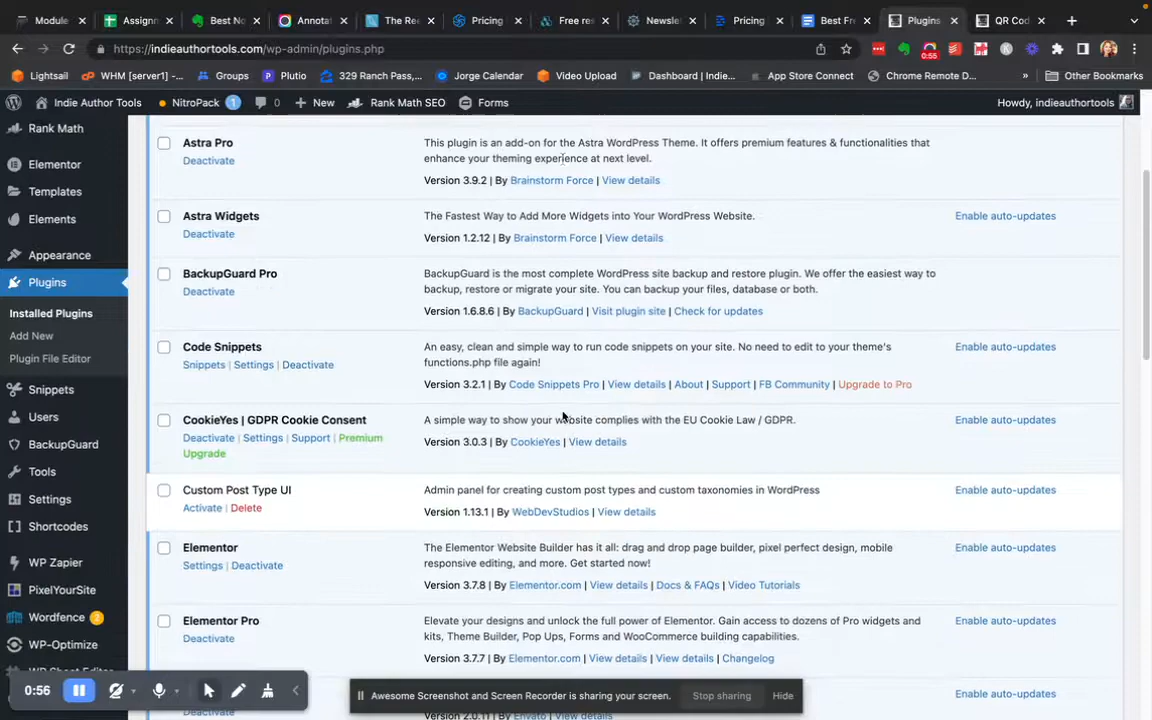 Module
Assignm
Best No
Annotat
The Ree
Pricing
Free res
Newslet
Pricing
Best Fre
Plugins
QR Cod
https://indieauthortools.com/wp-admin/plugins.php
0:55
Lightsail
WHM [server1] -...
Groups
Plutio
329 Ranch Pass,...
Jorge Calendar
Video Upload
Dashboard | Indie...
App Store Connect
Chrome Remote D...
»
Other Bookmarks
Indie Author Tools
NitroPack 1
0
+ New
Rank Math SEO
Forms
Howdy, indieauthortools
Rank Math
Elementor
Templates
Elements
Appearance
Plugins
Installed Plugins
Add New
Plugin File Editor
Snippets
Users
BackupGuard
Tools
Settings
Shortcodes
WP Zapier
PixelYourSite
Wordfence
WP-Optimize
Astra Pro
Deactivate
This plugin is an add-on for the Astra WordPress Theme. It offers premium features & functionalities that
enhance your theming experience at next level.
Version 3.9.2 | By Brainstorm Force | View details
Astra Widgets
Deactivate
The Fastest Way to Add More Widgets into Your WordPress Website.
Version 1.2.12 | By Brainstorm Force | View details
Enable auto-updates
BackupGuard Pro
Deactivate
BackupGuard is the most complete WordPress site backup and restore plugin. We offer the easiest way to
backup, restore or migrate your site. You can backup your files, database or both.
Version 1.6.8.6 | By BackupGuard | Visit plugin site | Check for updates
Code Snippets
Snippets | Settings | Deactivate
An easy, clean and simple way to run code snippets on your site. No need to edit to your theme's
functions.php file again!
Version 3.2.1 | By Code Snippets Pro | View details | About | Support | FB Community | Upgrade to Pro
Enable auto-updates
CookieYes | GDPR Cookie Consent
Deactivate | Settings | Support | Premium
Upgrade
A simple way to show your website complies with the EU Cookie Law / GDPR.
Version 3.0.3 | By CookieYes | View details
Enable auto-updates
Custom Post Type UI
Activate | Delete
Admin panel for creating custom post types and custom taxonomies in WordPress
Version 1.13.1 | By WebDevStudios | View details
Enable auto-updates
Elementor
Settings | Deactivate
The Elementor Website Builder has it all: drag and drop page builder, pixel perfect design, mobile
responsive editing, and more. Get started now!
Version 3.7.8 | By Elementor.com | View details | Docs & FAQs | Video Tutorials
Enable auto-updates
Elementor Pro
Deactivate
Elevate your designs and unlock the full power of Elementor. Gain access to dozens of Pro widgets and
kits, Theme Builder, Pop Ups, Forms and WooCommerce building capabilities.
Version 3.7.7 | By Elementor.com | View details | View details | Changelog
Enable auto-updates
Enable auto-updates
Deactivate
Version 2.0.11 | By Envato | View details
0:56
Awesome Screenshot and Screen Recorder is sharing your screen.
Stop sharing
Hide